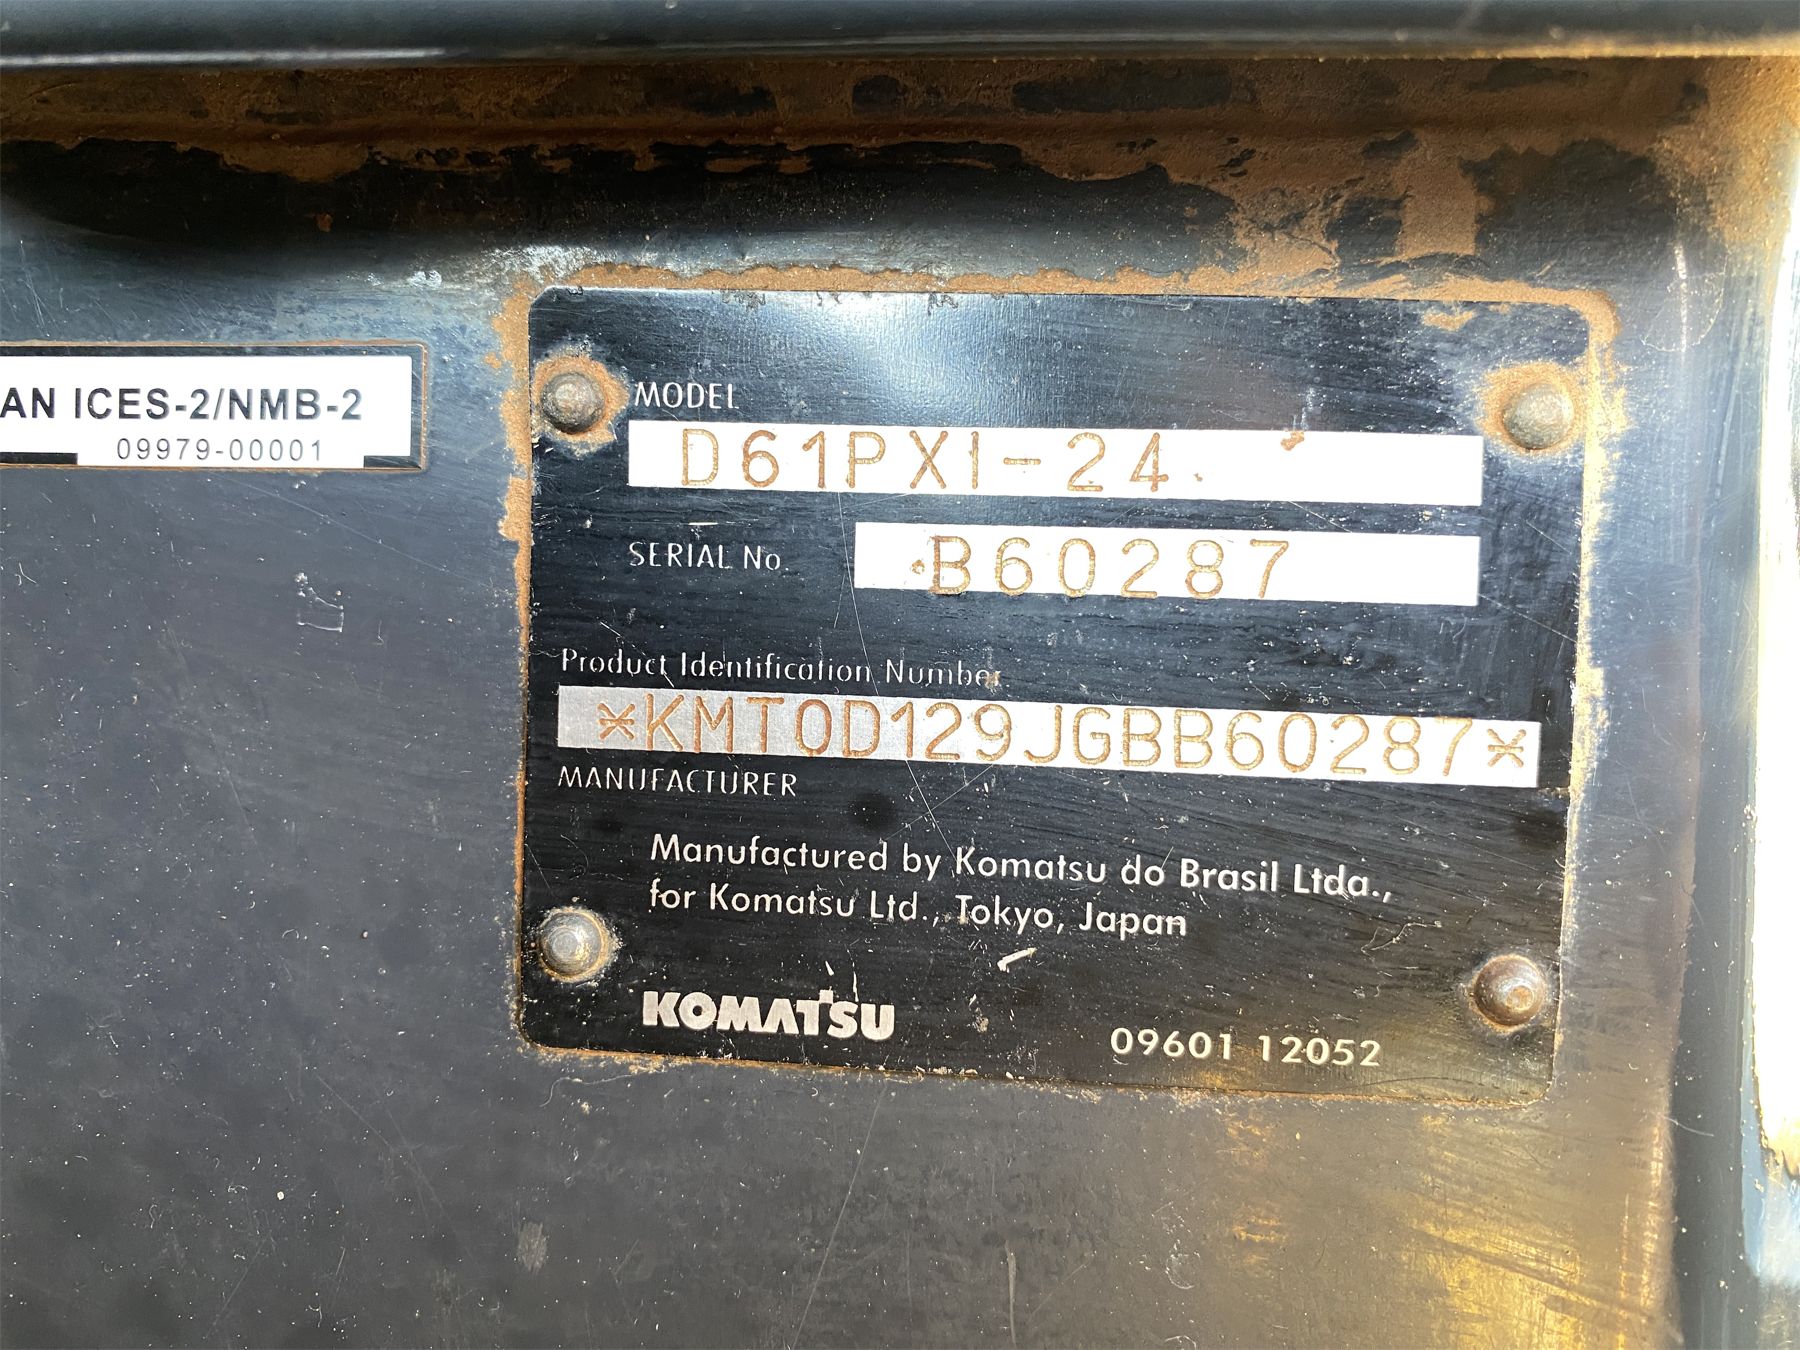 AN ICES-2/NMB-2
09979-00001
MODEL
D61PXI-24
SERIAL No.
B60287
Product Identification Number
*KMT0D129JGBB60287*
MANUFACTURER
Manufactured by Komatsu do Brasil Ltda.,
for Komatsu Ltd., Tokyo, Japan
KOMATSU
09601 12052